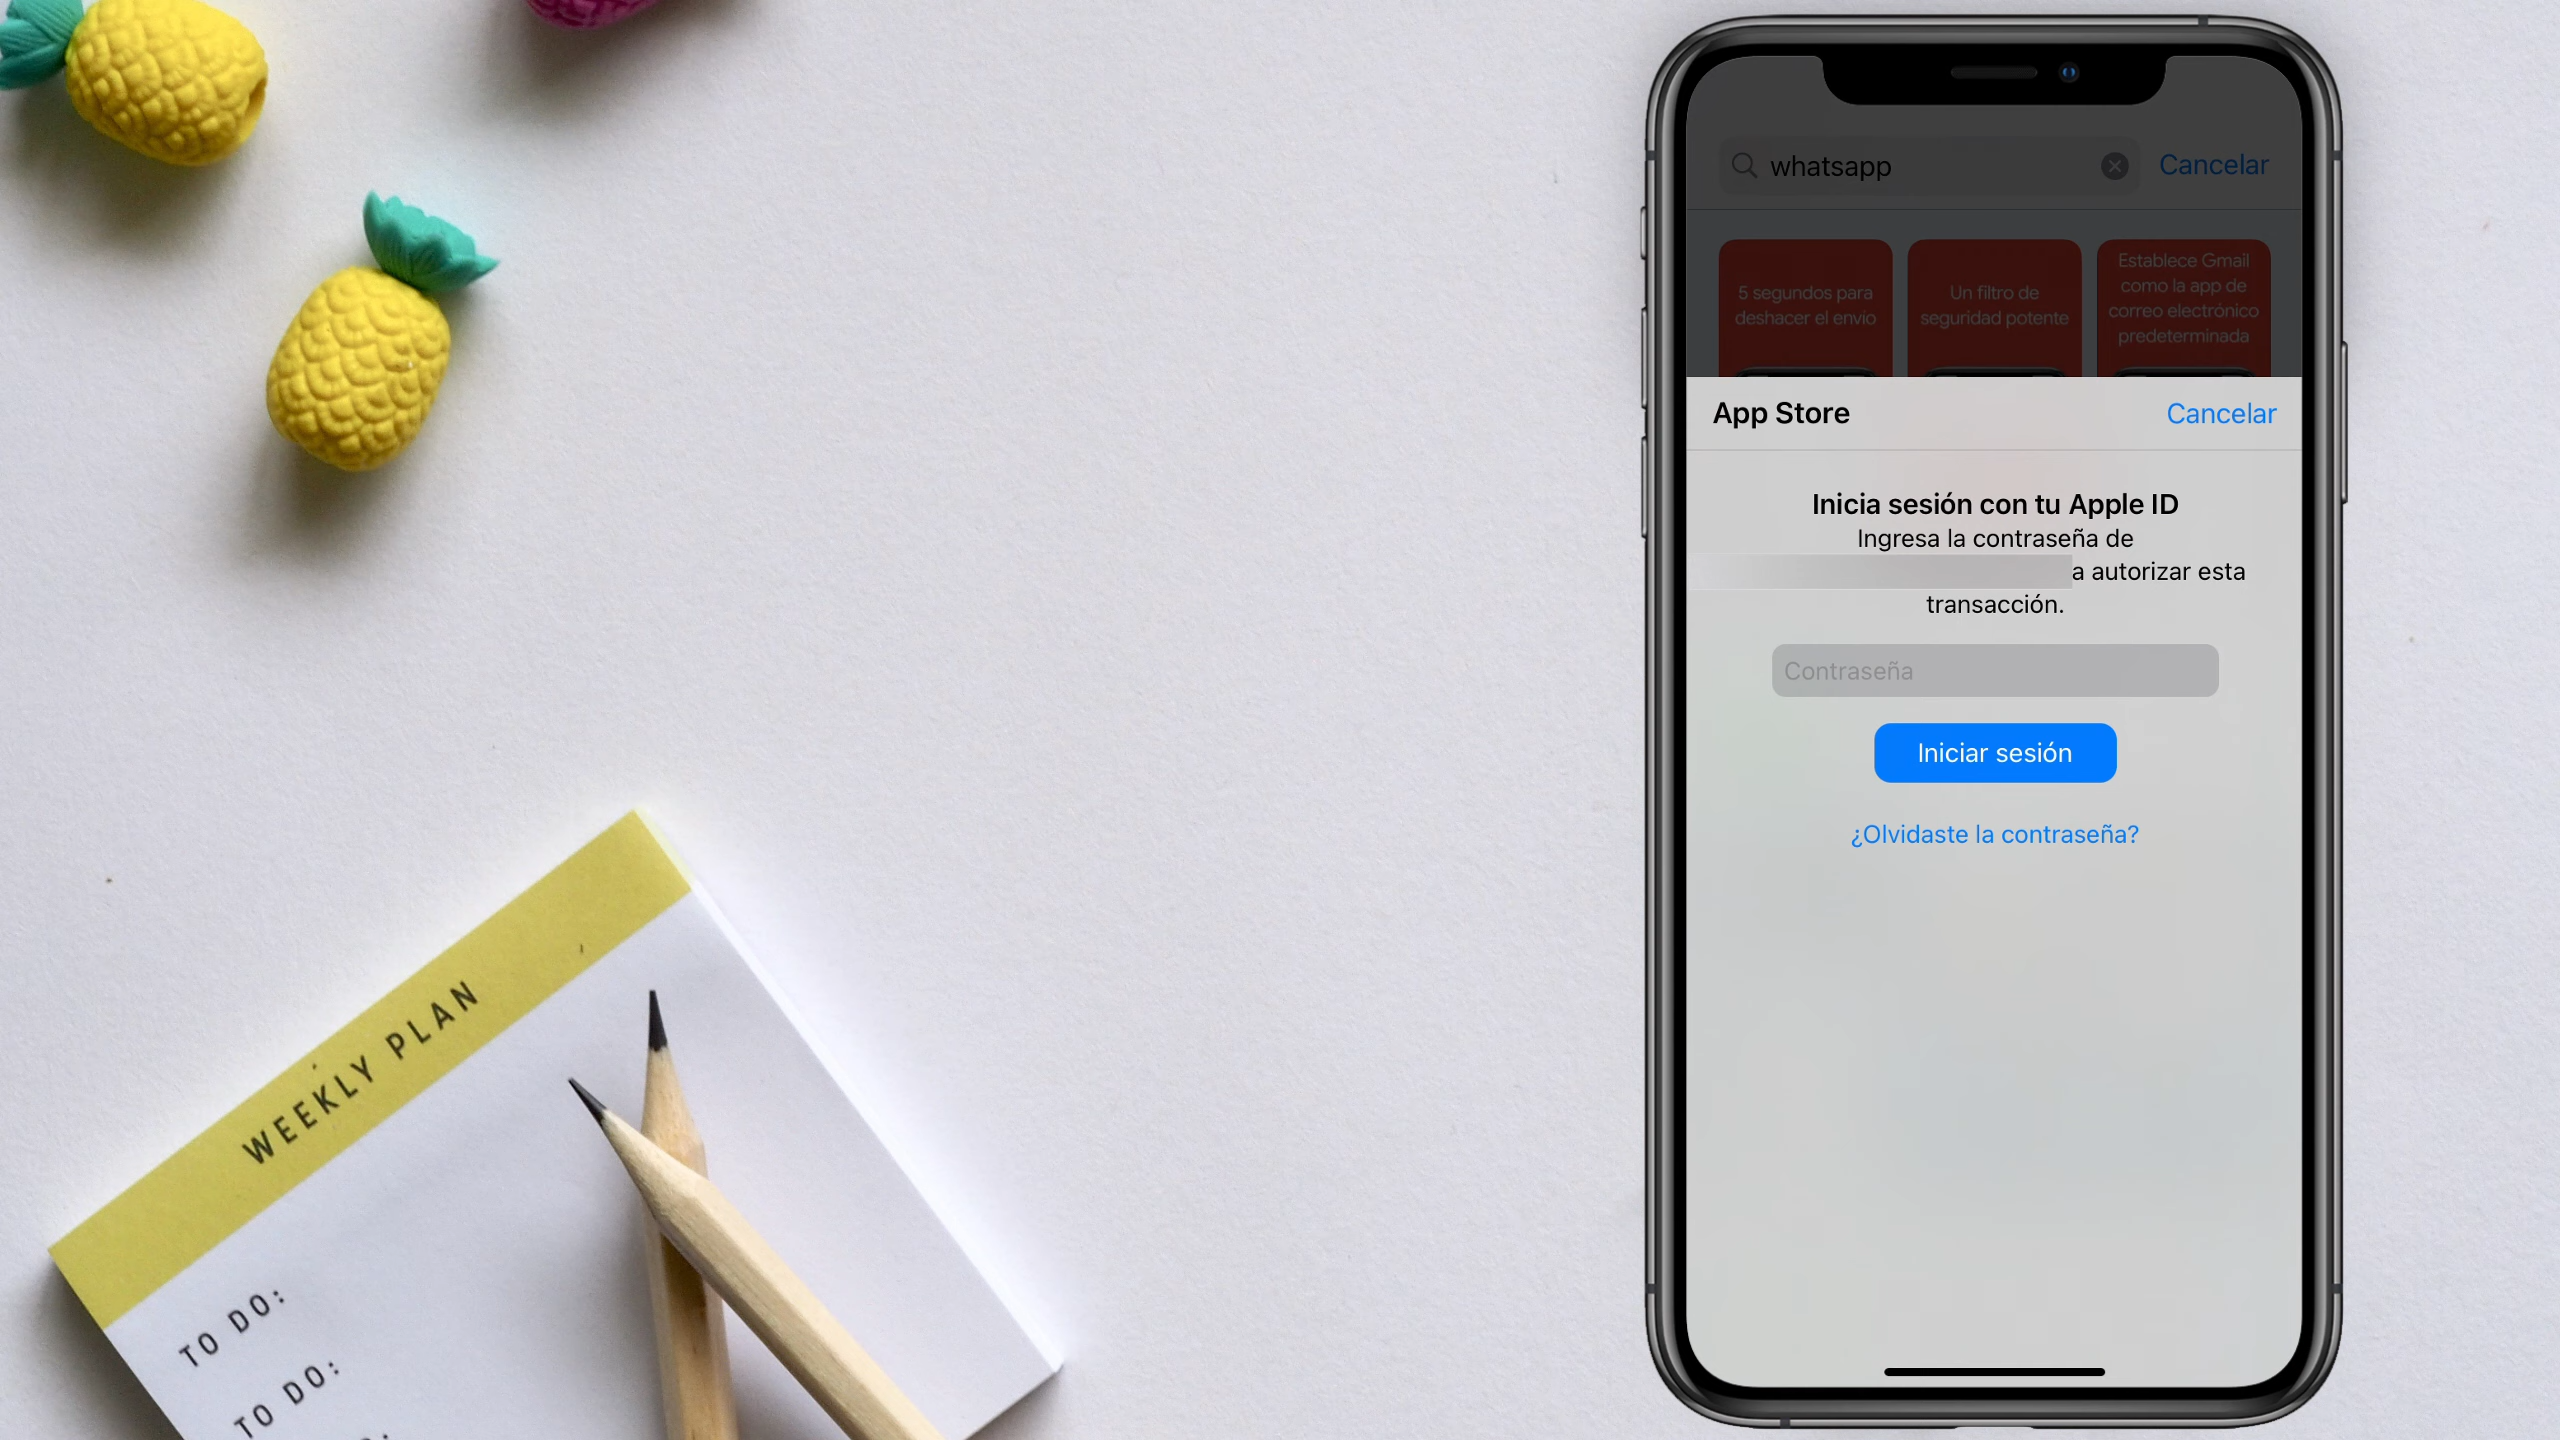 whatsapp
Cancelar
5 segundos para
deshacer el envío
Un filtro de
seguridad potente
Establece Gmail
como la app de
correo electrónico
predeterminada
App Store
Cancelar
Inicia sesión con tu Apple ID
Ingresa la contraseña de
a autorizar esta
transacción.
Contraseña
Iniciar sesión
¿Olvidaste la contraseña?
WEEKLY PLAN
TO DO:
TO DO: